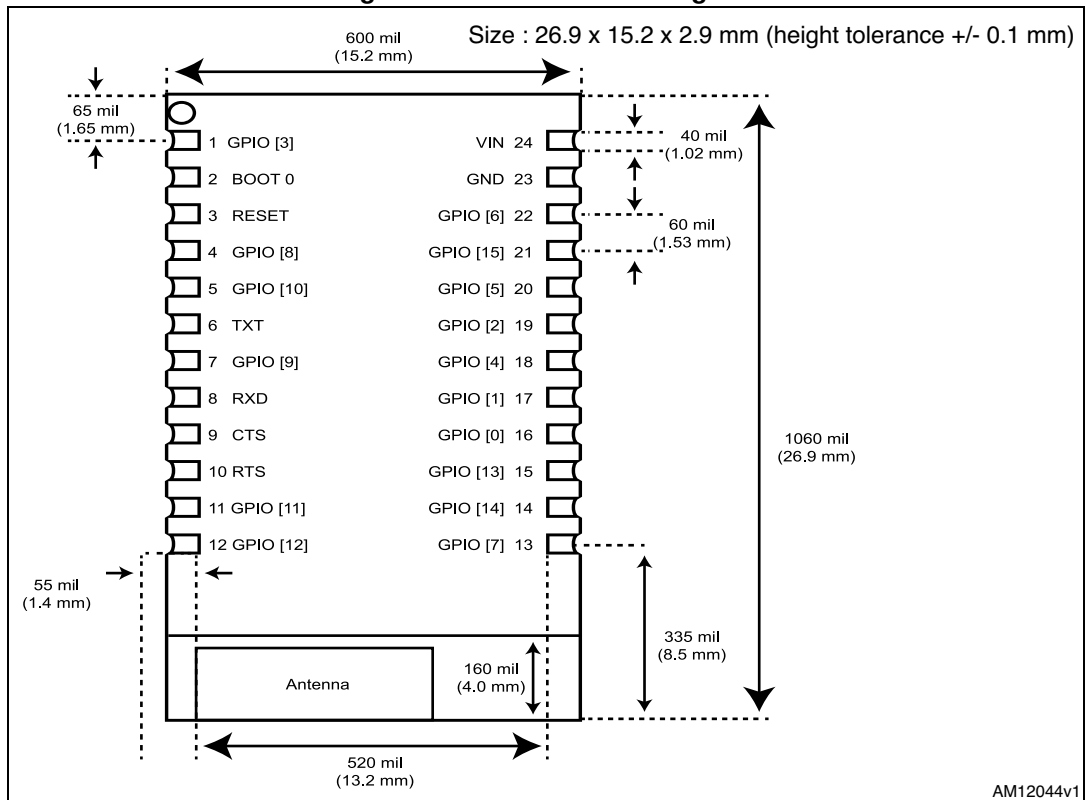 Size : 26.9 x 15.2 x 2.9 mm (height tolerance +/- 0.1 mm)
600 mil
(15.2 mm)
65 mil
(1.65 mm)
40 mil
(1.02 mm)
60 mil
(1.53 mm)
1 GPIO [3]
2 BOOT 0
3 RESET
4 GPIO [8]
5 GPIO [10]
6 TXT
7 GPIO [9]
8 RXD
9 CTS
10 RTS
11 GPIO [11]
12 GPIO [12]
VIN 24
GND 23
GPIO [6] 22
GPIO [15] 21
GPIO [5] 20
GPIO [2] 19
GPIO [4] 18
GPIO [1] 17
GPIO [0] 16
GPIO [13] 15
GPIO [14] 14
GPIO [7] 13
1060 mil
(26.9 mm)
55 mil
(1.4 mm)
335 mil
(8.5 mm)
160 mil
(4.0 mm)
Antenna
520 mil
(13.2 mm)
AM12044v1